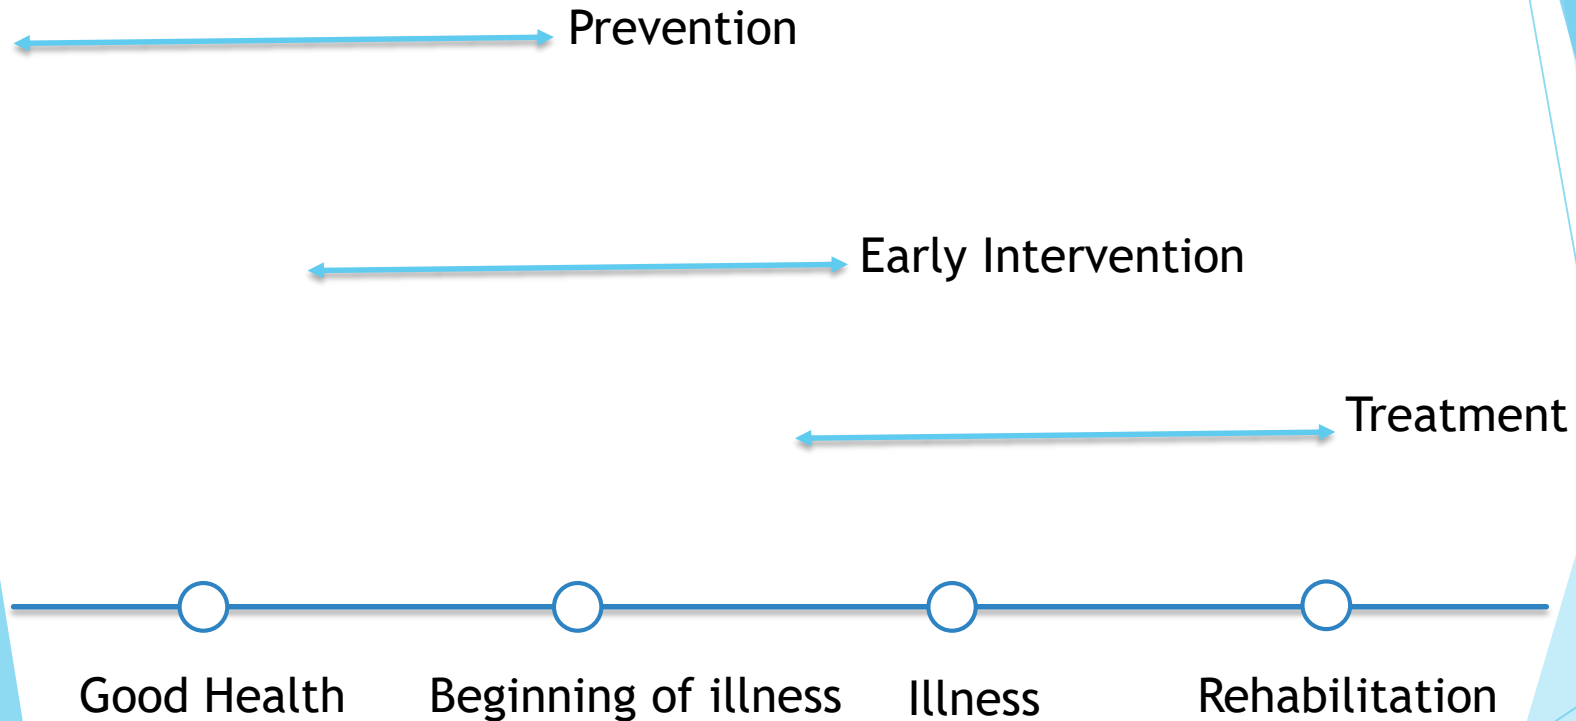 Prevention
Early Intervention
Treatment
Good Health
Beginning of illness
Illness
Rehabilitation